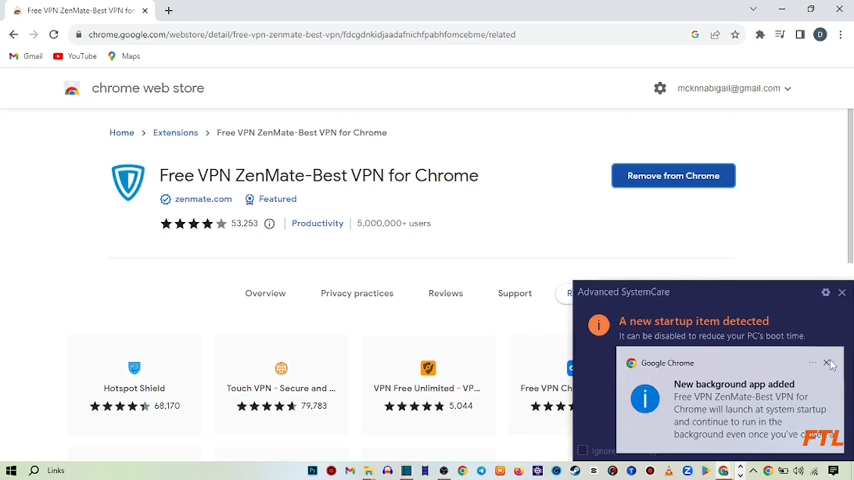 Free VPN ZenMate-Best VPN for Ch
chrome.google.com/webstore/detail/free-vpn-zenmate-best-vpn/fdcgdnkidjaadafnichfpabhfomcebme/related
D
Gmail YouTube Maps
chrome web store
mcknnabigail@gmail.com
Home Extensions Free VPN ZenMate-Best VPN for Chrome
Free VPN ZenMate-Best VPN for Chrome
Remove from Chrome
zenmate.com Featured
53,253 Productivity 5,000,000+ users
Overview Privacy practices Reviews Support R
Hotspot Shield
68,170
Touch VPN - Secure and ...
79,783
VPN Free Unlimited - VP...
5,044
Free VPN Ch
Advanced SystemCare
A new startup item detected
It can be disabled to reduce your PC's boot time.
Google Chrome
New background app added
Free VPN ZenMate-Best VPN for
Chrome will launch at system startup
and continue to run in the
background even once you've
Ignore
FTL
Links